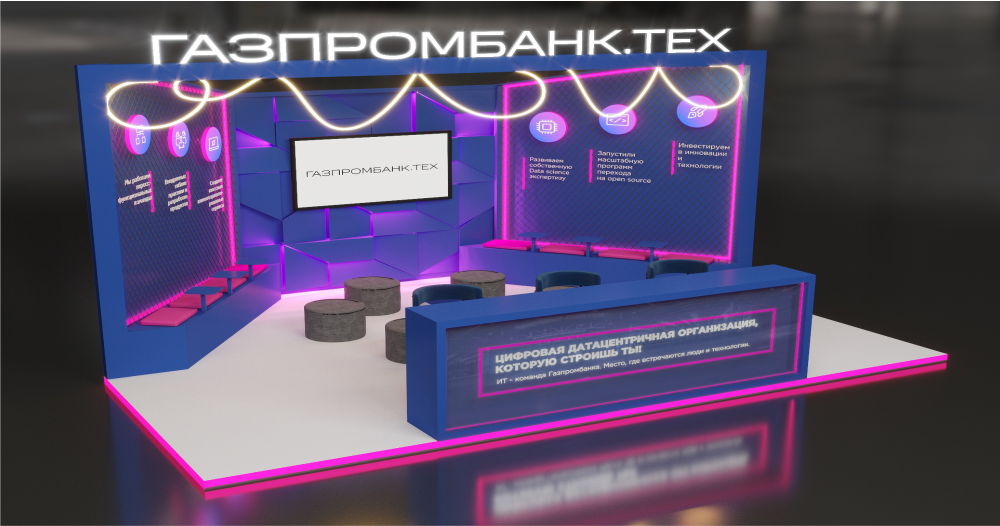 ГАЗПРОМБАНК.ТЕХ
ГАЗПРОМБАНК.ТЕХ
Развиваем
собственную
Data science
экспертизу
Запустили
масштабную
программ
перехода
на open source
Инвестируем
в инновации
и
технологии
ЦИФРОВАЯ ДАТАЦЕНТРИЧНАЯ ОРГАНИЗАЦИЯ,
КОТОРУЮ СТРОИШЬ ТЫ!!
ИТ - команда Газпромбанка. Место, где встречаются люди и технологии.